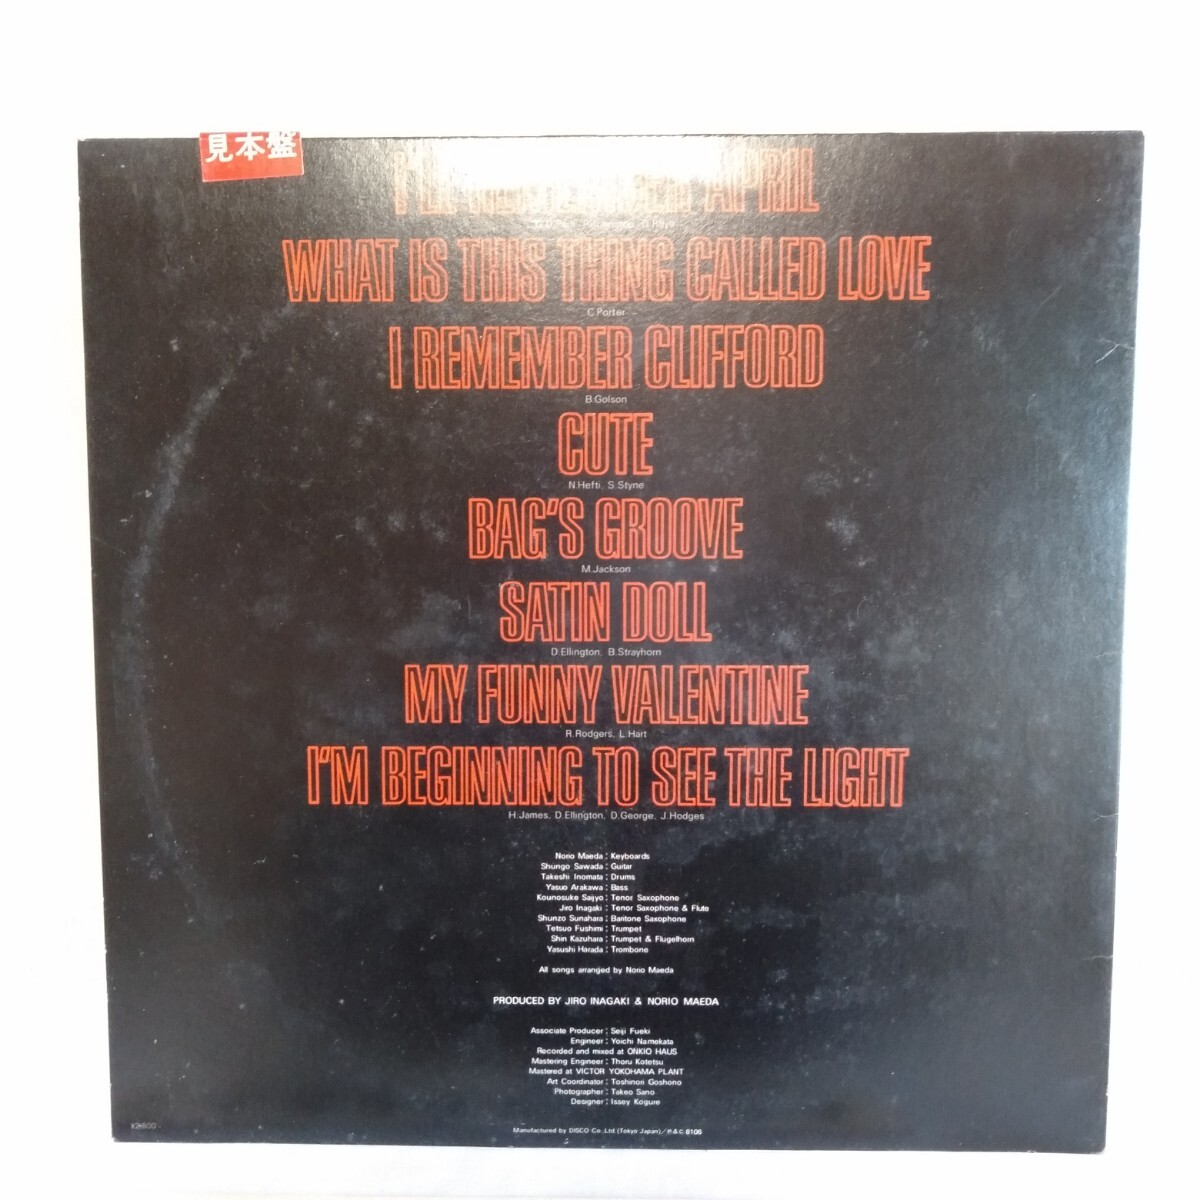 見本盤
I'LL REMEMBER APRIL
WHAT IS THIS THING CALLED LOVE
C.Porter
I REMEMBER CLIFFORD
B.Golson
CUTE
N.Hefti, S.Styne
BAG'S GROOVE
M.Jackson
SATIN DOLL
D.Ellington, B.Strayhorn
MY FUNNY VALENTINE
R.Rodgers, L.Hart
I'M BEGINNING TO SEE THE LIGHT
H.James, D.Ellington, D.George, J.Hodges
Norio Maeda : Keyboards
Shungo Sawada : Guitar
Takeshi Inomata : Drums
Yasuo Arakawa : Bass
Kounosuke Saijyo : Tenor Saxophone
Jiro Inagaki : Tenor Saxophone & Flute
Shunzo Sunahara : Baritone Saxophone
Tetsuo Fushimi : Trumpet
Shin Kazuhara : Trumpet & Flugelhorn
Yasushi Harada : Trombone
All songs arranged by Norio Maeda
PRODUCED BY JIRO INAGAKI & NORIO MAEDA
Associate Producer : Seiji Fueki
Engineer : Yoichi Namekata
Recorded and mixed at ONKIO HAUS
Mastering Engineer : Thoru Kotetsu
Mastered at VICTOR YOKOHAMA PLANT
Art Coordinator : Toshinori Goshono
Photographer : Takeo Sano
Designer : Issey Kogure
¥2,800
Manufactured by DISCO Co.,Ltd (Tokyo Japan)/P.& C 8106